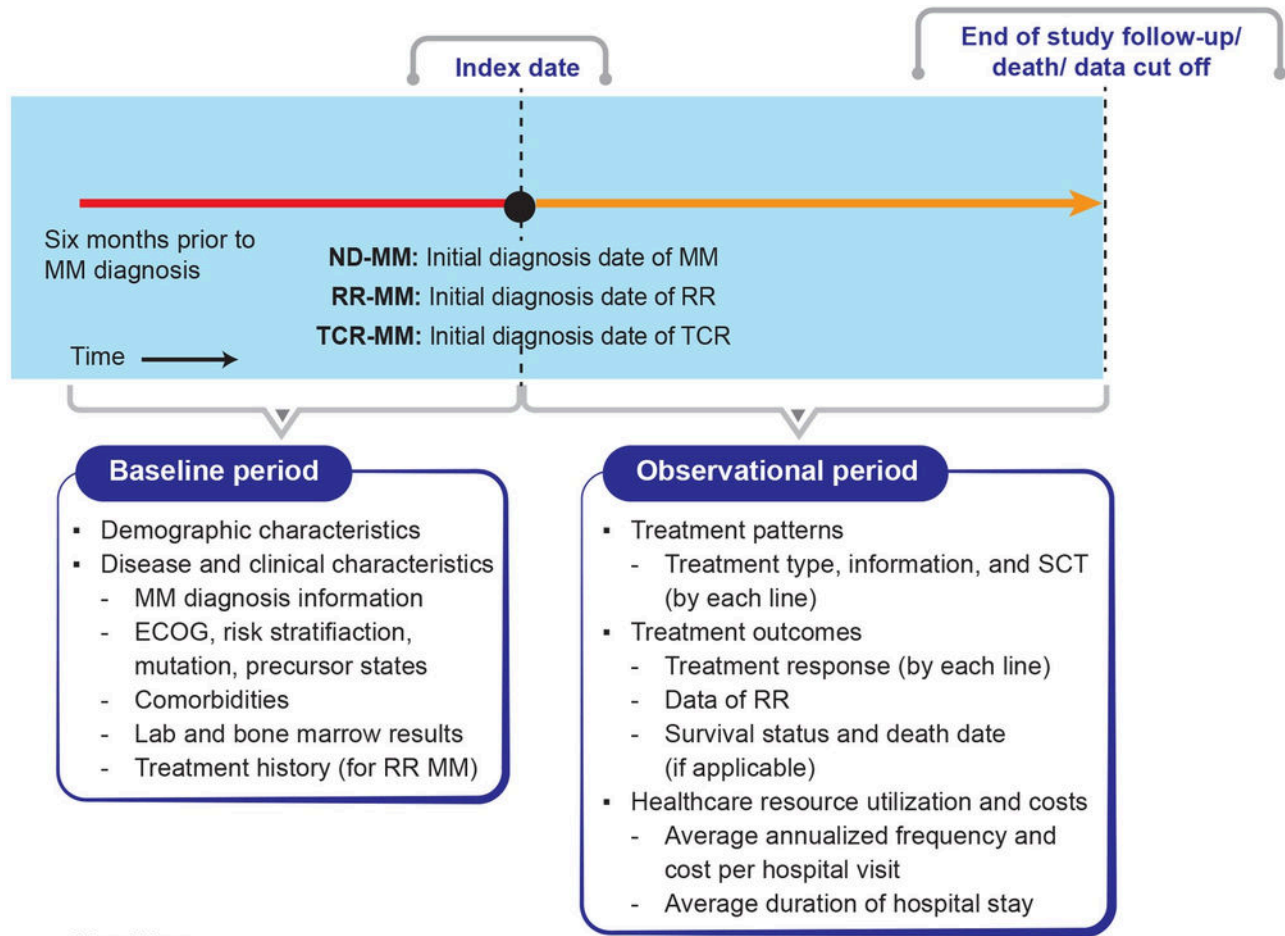 Index date
End of study follow-up/
death/ data cut off
Six months prior to
MM diagnosis
ND-MM: Initial diagnosis date of MM
RR-MM: Initial diagnosis date of RR
TCR-MM: Initial diagnosis date of TCR
Time
Baseline period
▪ Demographic characteristics
▪ Disease and clinical characteristics
- MM diagnosis information
- ECOG, risk stratifiaction,
mutation, precursor states
- Comorbidities
- Lab and bone marrow results
- Treatment history (for RR MM)
Observational period
▪ Treatment patterns
- Treatment type, information, and SCT
(by each line)
▪ Treatment outcomes
- Treatment response (by each line)
- Data of RR
- Survival status and death date
(if applicable)
▪ Healthcare resource utilization and costs
- Average annualized frequency and
cost per hospital visit
- Average duration of hospital stay